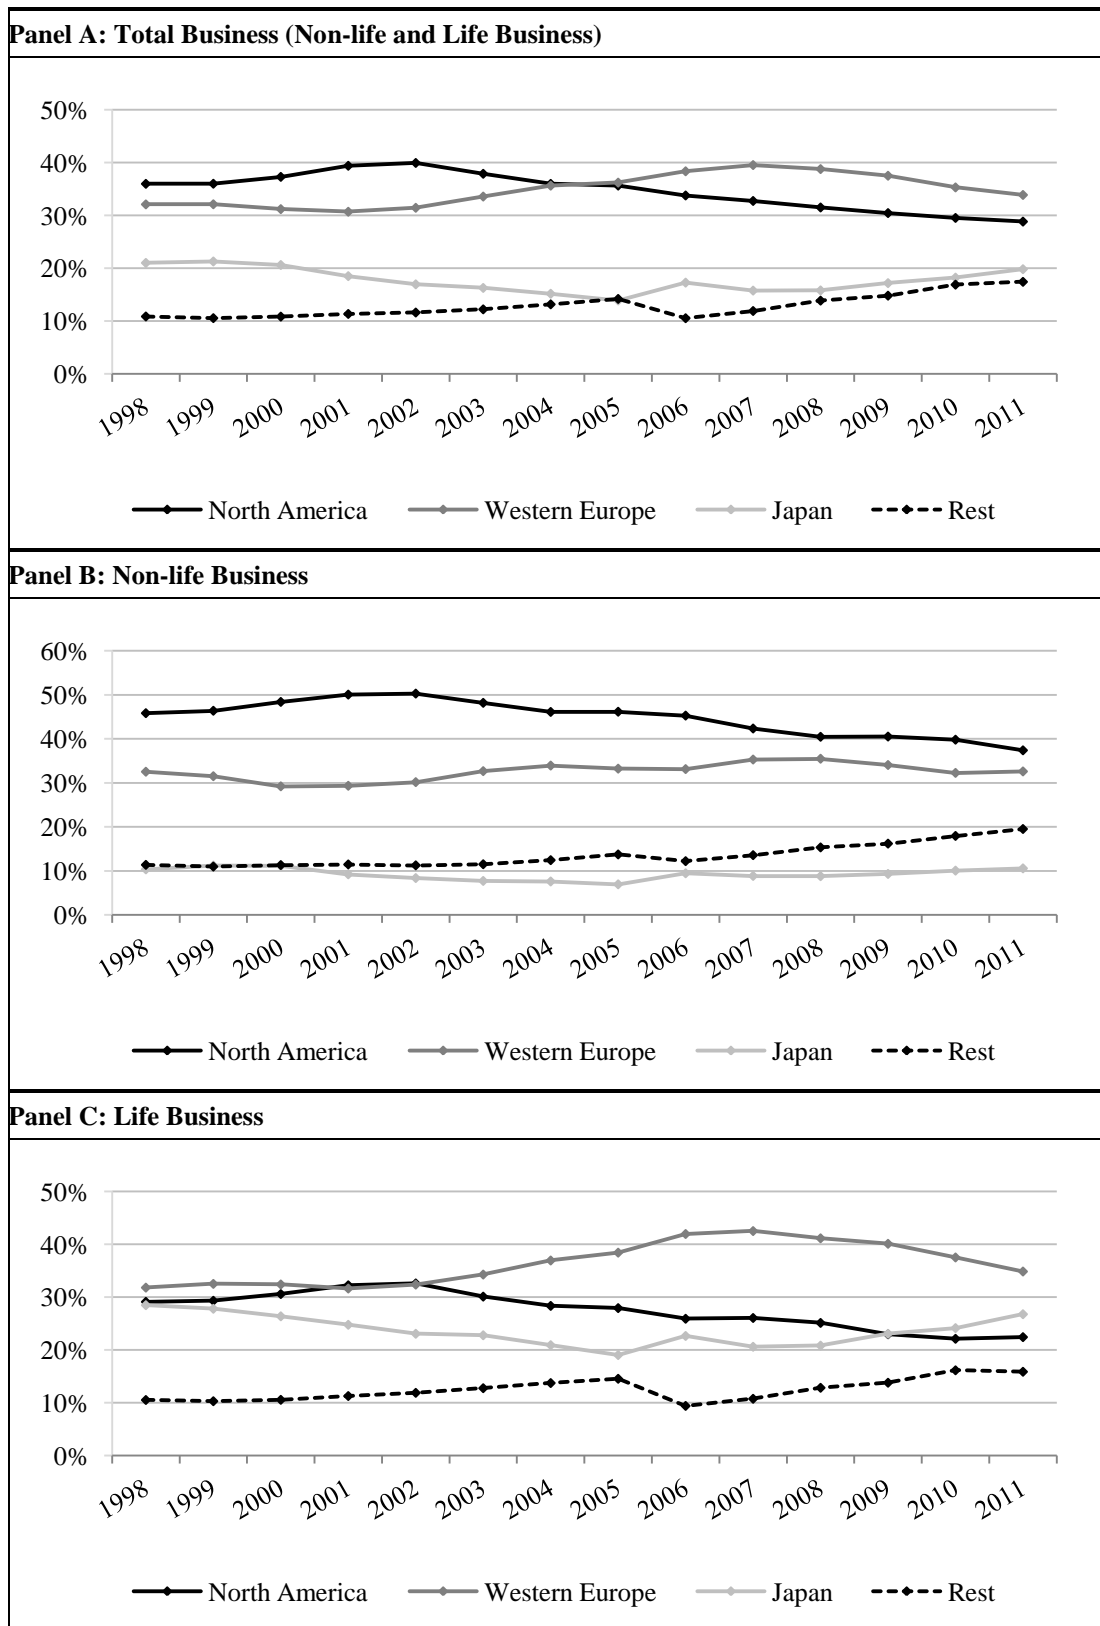 Panel A: Total Business (Non-life and Life Business)
50%
40%
30%
20%
10%
0%
1998 1999 2000 2001 2002 2003 2004 2005 2006 2007 2008 2009 2010 2011
North America Western Europe Japan Rest
Panel B: Non-life Business
60%
50%
40%
30%
20%
10%
0%
1998 1999 2000 2001 2002 2003 2004 2005 2006 2007 2008 2009 2010 2011
North America Western Europe Japan Rest
Panel C: Life Business
50%
40%
30%
20%
10%
0%
1998 1999 2000 2001 2002 2003 2004 2005 2006 2007 2008 2009 2010 2011
North America Western Europe Japan Rest